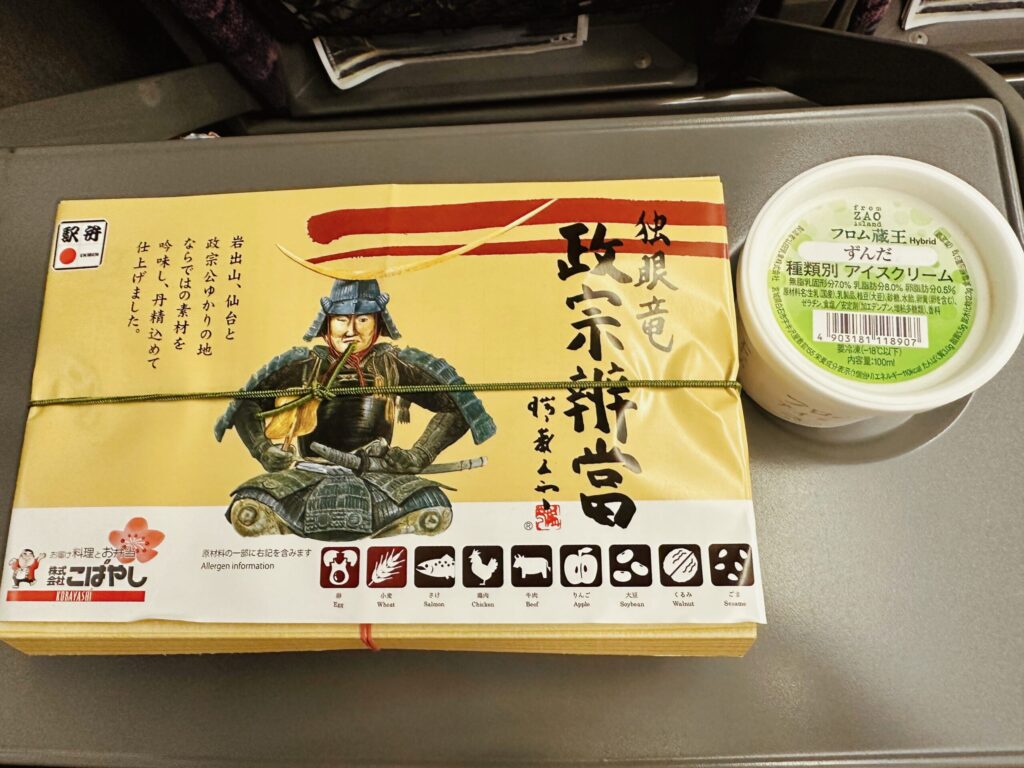 駅弁
EKIBEN
岩出山、仙台と
政宗公ゆかりの地
ならではの素材を
吟味し、丹精込めて
仕上げました。
独眼竜
政宗辨當
®
お届け料理とお弁当
株式会社
こばやし
KOBAYASHI
原材料の一部に右記を含みます
Allergen information
卵 小麦 さけ 鶏肉 牛肉 りんご 大豆 くるみ ごま
Egg Wheat Salmon Chicken Beef Apple Soybean Walnut Sesame
from
ZAO
island
フロム蔵王 Hybrid
ずんだ
種類別 アイスクリーム
無脂乳固形分7.0% 乳脂肪分8.0% 卵脂肪分0.5%
4 903181 118907
要冷凍(-18℃以下)
内容量:100ml